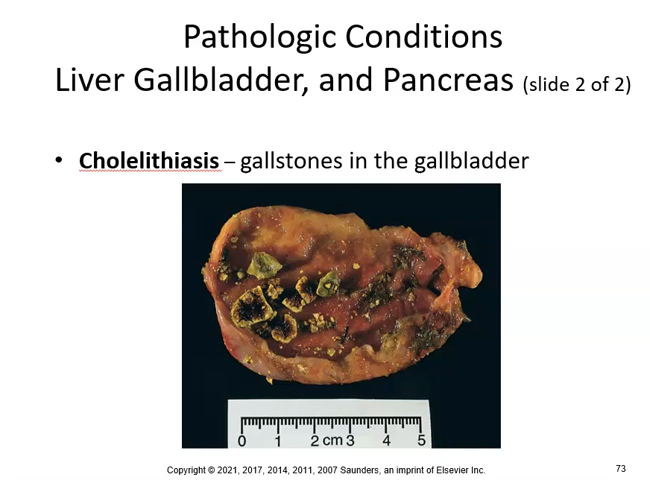 Pathologic Conditions
Liver Gallbladder, and Pancreas (slide 2 of 2)
• Cholelithiasis – gallstones in the gallbladder
0 1 2 cm 3 4 5
Copyright © 2021, 2017, 2014, 2011, 2007 Saunders, an imprint of Elsevier Inc.
73